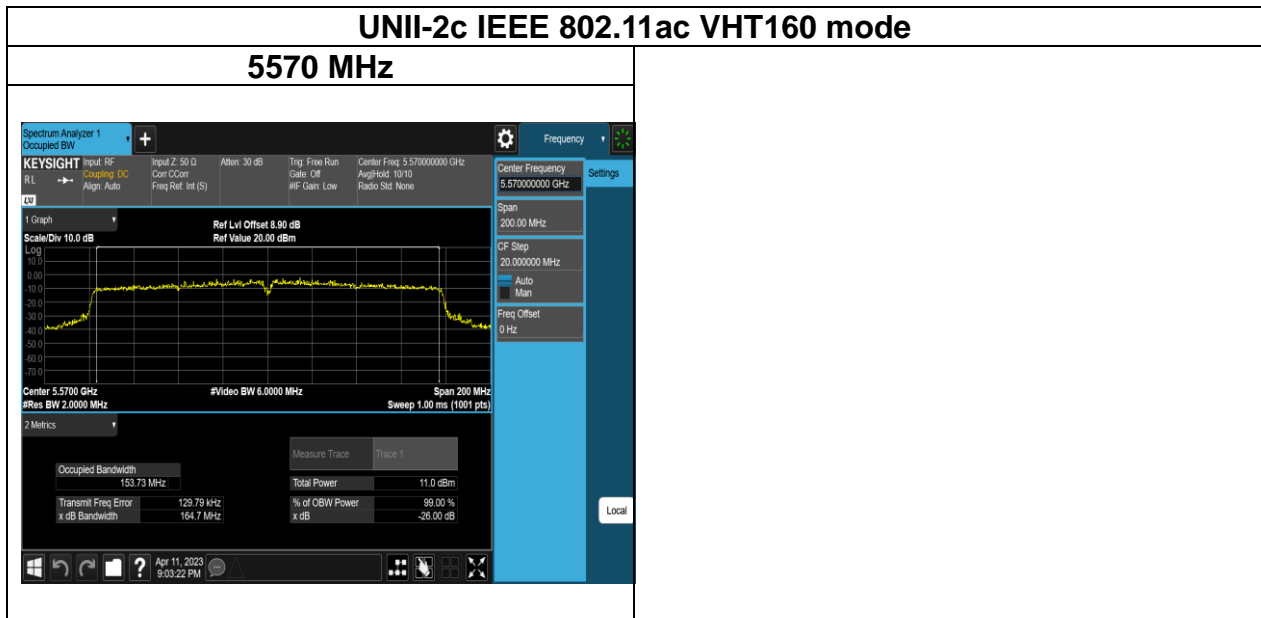 UNII-2c IEEE 802.11ac VHT160 mode
5570 MHz
Spectrum Analyzer 1
Occupied BW
+
Frequency
KEYSIGHT
RL
LXI
Input: RF
Coupling: DC
Align: Auto
Input Z: 50 Ω
Corr CCorr
Freq Ref: Int (S)
Atten: 30 dB
Trig: Free Run
Gate: Off
#IF Gain: Low
Center Freq: 5.570000000 GHz
Avg|Hold: 10/10
Radio Std: None
Center Frequency
5.570000000 GHz
Settings
Span
200.00 MHz
CF Step
20.000000 MHz
Auto
Man
Freq Offset
0 Hz
Local
1 Graph
Scale/Div 10.0 dB
Ref Lvl Offset 8.90 dB
Ref Value 20.00 dBm
Log
10.0
0.00
-10.0
-20.0
-30.0
-40.0
-50.0
-60.0
-70.0
Center 5.5700 GHz
#Video BW 6.0000 MHz
Span 200 MHz
#Res BW 2.0000 MHz
Sweep 1.00 ms (1001 pts)
2 Metrics
Measure Trace
Trace 1
Occupied Bandwidth
153.73 MHz
Total Power
11.0 dBm
Transmit Freq Error
129.79 kHz
% of OBW Power
99.00 %
x dB Bandwidth
164.7 MHz
x dB
-26.00 dB
?
Apr 11, 2023
9:03:22 PM